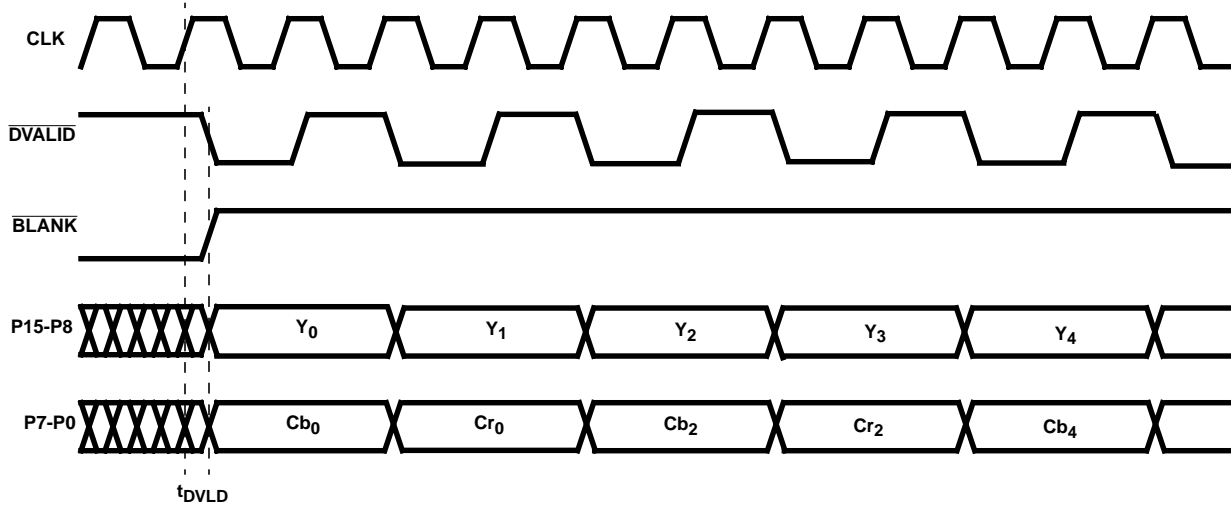 CLK
DVALID
BLANK
P15-P8
Y0 Y1 Y2 Y3 Y4
P7-P0
Cb0 Cr0 Cb2 Cr2 Cb4
tDVLD